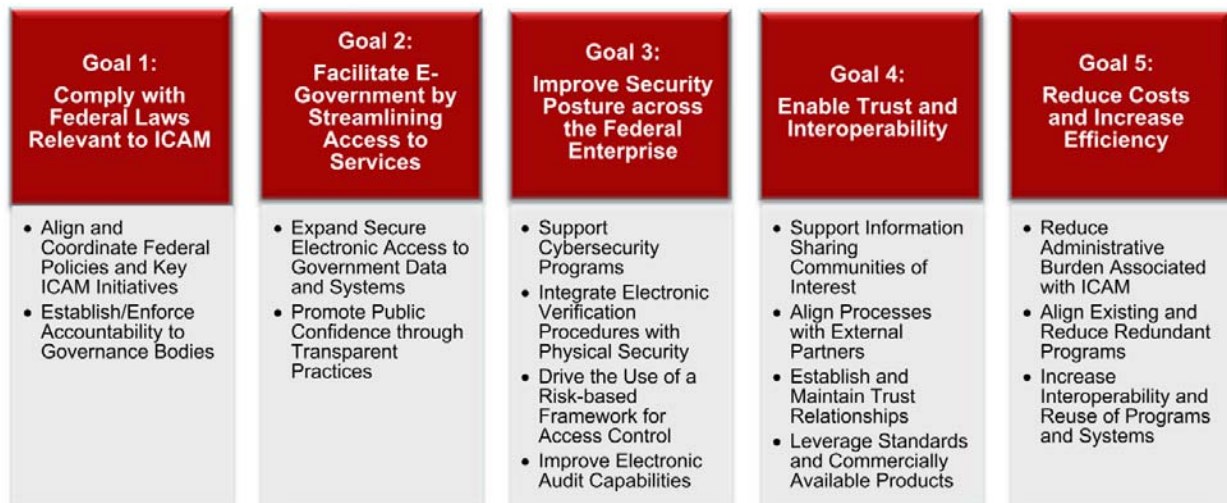 Goal 1:
Comply with
Federal Laws
Relevant to ICAM
• Align and
Coordinate Federal
Policies and Key
ICAM Initiatives
• Establish/Enforce
Accountability to
Governance Bodies
Goal 2:
Facilitate E-
Government by
Streamlining
Access to
Services
• Expand Secure
Electronic Access to
Government Data
and Systems
• Promote Public
Confidence through
Transparent
Practices
Goal 3:
Improve Security
Posture across
the Federal
Enterprise
• Support
Cybersecurity
Programs
• Integrate Electronic
Verification
Procedures with
Physical Security
• Drive the Use of a
Risk-based
Framework for
Access Control
• Improve Electronic
Audit Capabilities
Goal 4:
Enable Trust and
Interoperability
• Support Information
Sharing
Communities of
Interest
• Align Processes
with External
Partners
• Establish and
Maintain Trust
Relationships
• Leverage Standards
and Commercially
Available Products
Goal 5:
Reduce Costs
and Increase
Efficiency
• Reduce
Administrative
Burden Associated
with ICAM
• Align Existing and
Reduce Redundant
Programs
• Increase
Interoperability and
Reuse of Programs
and Systems